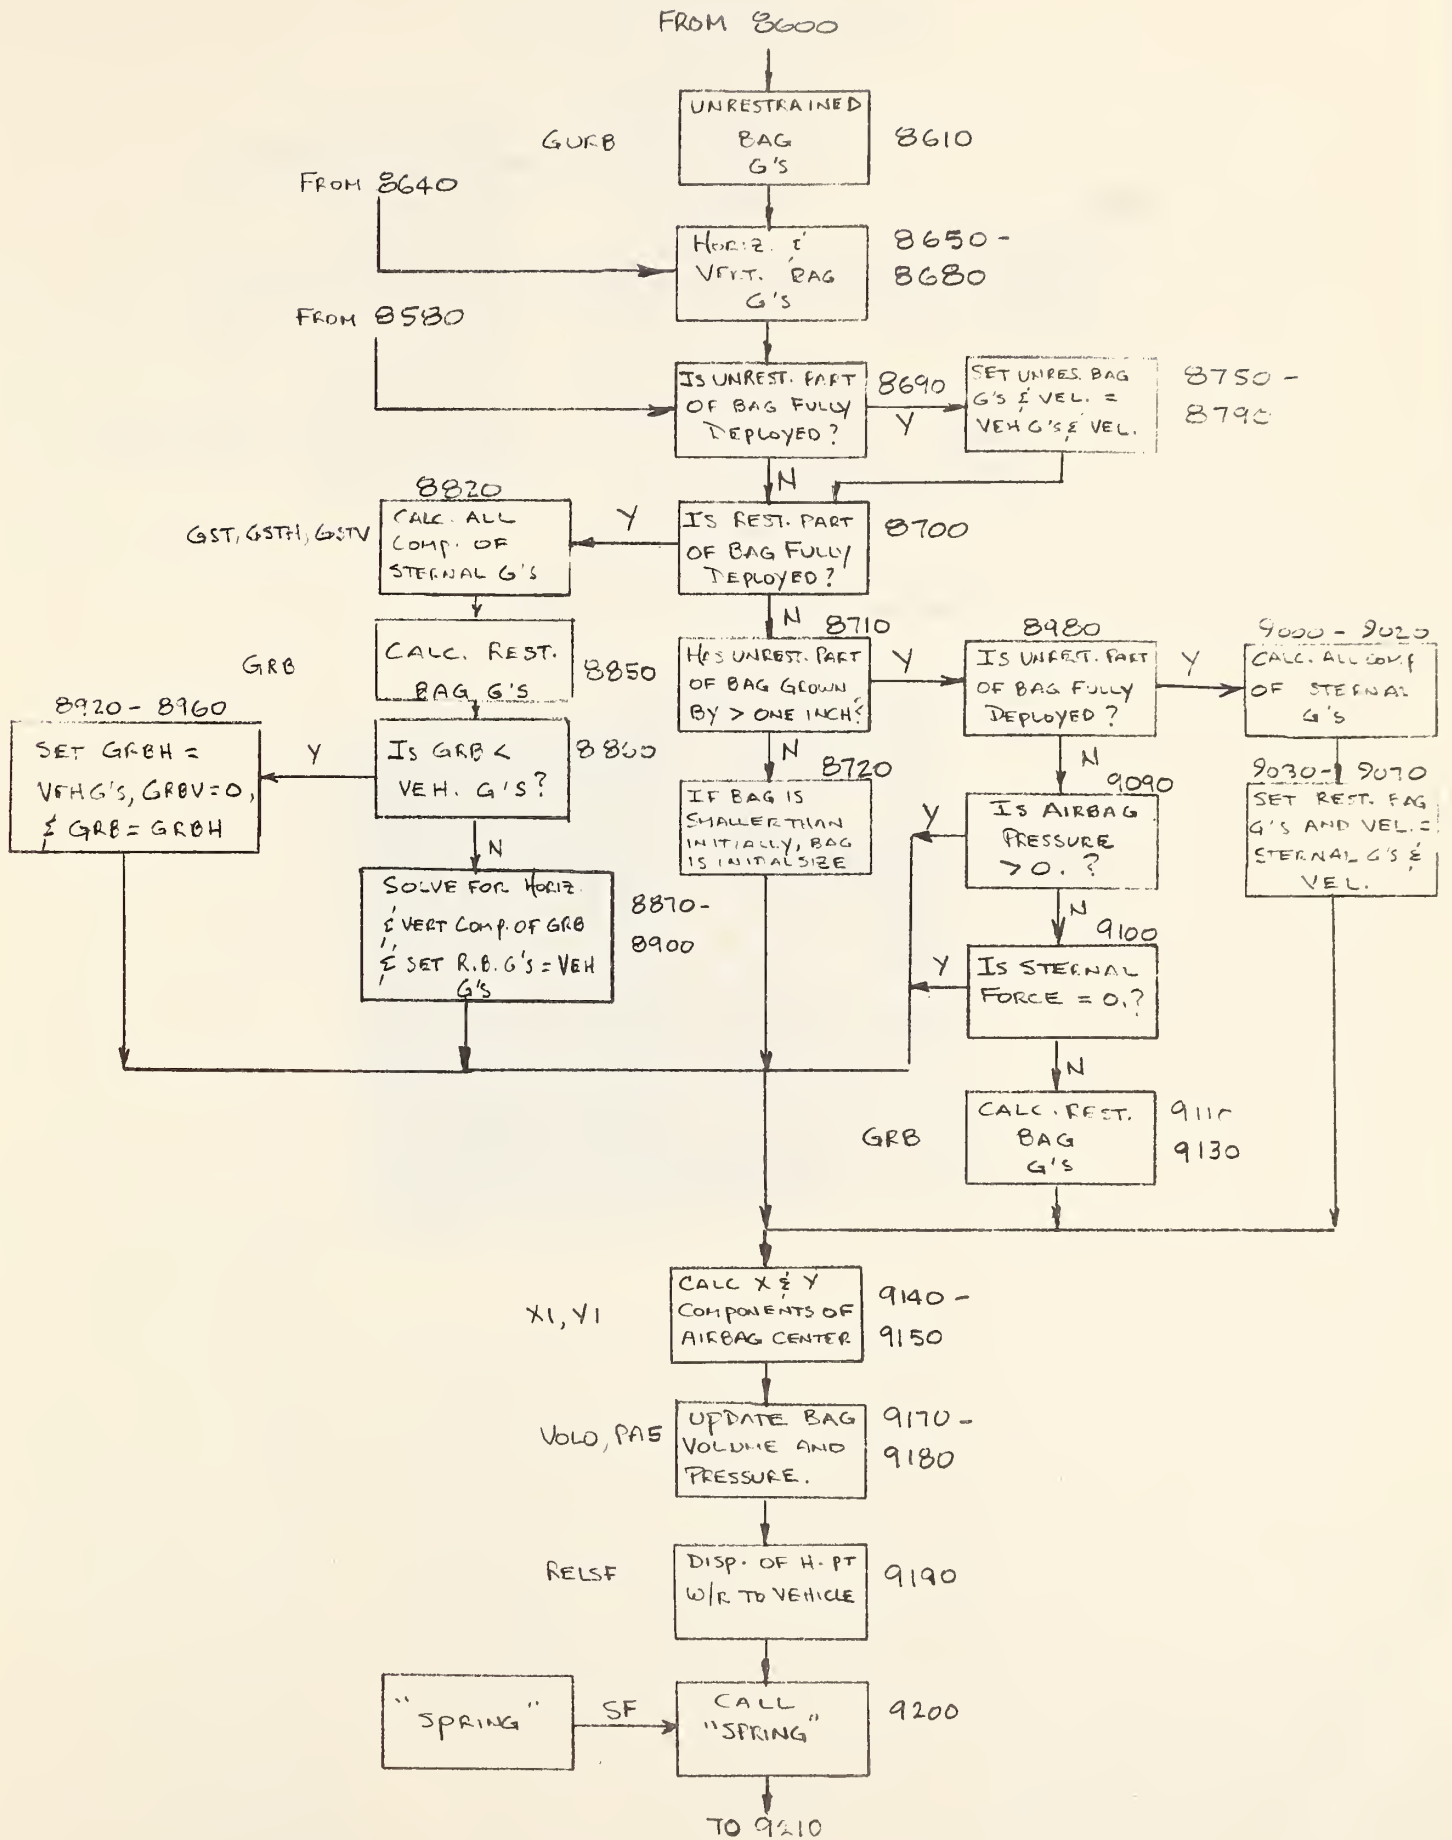 FROM 8600
UNRESTRAINED
BAG
G'S
GURB
8610
FROM 8640
HORIZ. &
VERT. BAG
G'S
8650 -
8680
FROM 8580
IS UNREST. PART
OF BAG FULLY
DEPLOYED?
8690
Y
SET UNRES. BAG
G'S & VEL. =
VEH G'S & VEL.
8750 -
8790
N
8820
GST, GSTH, GSTV
CALC. ALL
COMP. OF
STERNAL G'S
Y
IS REST. PART
OF BAG FULLY
DEPLOYED?
8700
N
GRB
CALC. REST.
BAG G'S
8850
8710
HAS UNREST. PART
OF BAG GROWN
BY > ONE INCH?
Y
8980
IS UNREST. PART
OF BAG FULLY
DEPLOYED?
Y
9000 - 9020
CALC. ALL COMP
OF STERNAL
G'S
8920 - 8960
SET GRBH =
VEH G'S, GRBV=0,
& GRB = GRBH
Y
IS GRB <
VEH. G'S?
8860
N
N
8720
IF BAG IS
SMALLER THAN
INITIALLY, BAG
IS INITIAL SIZE
N
9090
IS AIRBAG
PRESSURE
> 0. ?
Y
9030 - 9070
SET REST. BAG
G'S AND VEL. =
STERNAL G'S &
VEL.
SOLVE FOR HORIZ.
& VERT COMP. OF GRB
& SET R.B. G'S = VEH
G'S
8870-
8900
N
9100
IS STERNAL
FORCE = 0.?
Y
N
GRB
CALC. REST.
BAG
G'S
9130
X1, Y1
CALC X & Y
COMPONENTS OF
AIRBAG CENTER
9140 -
9150
VOLO, PA5
UPDATE BAG
VOLUME AND
PRESSURE.
9170 -
9180
RELSF
DISP. OF H-PT
W/R TO VEHICLE
9190
"SPRING"
SF
CALL
"SPRING"
9200
TO 9210